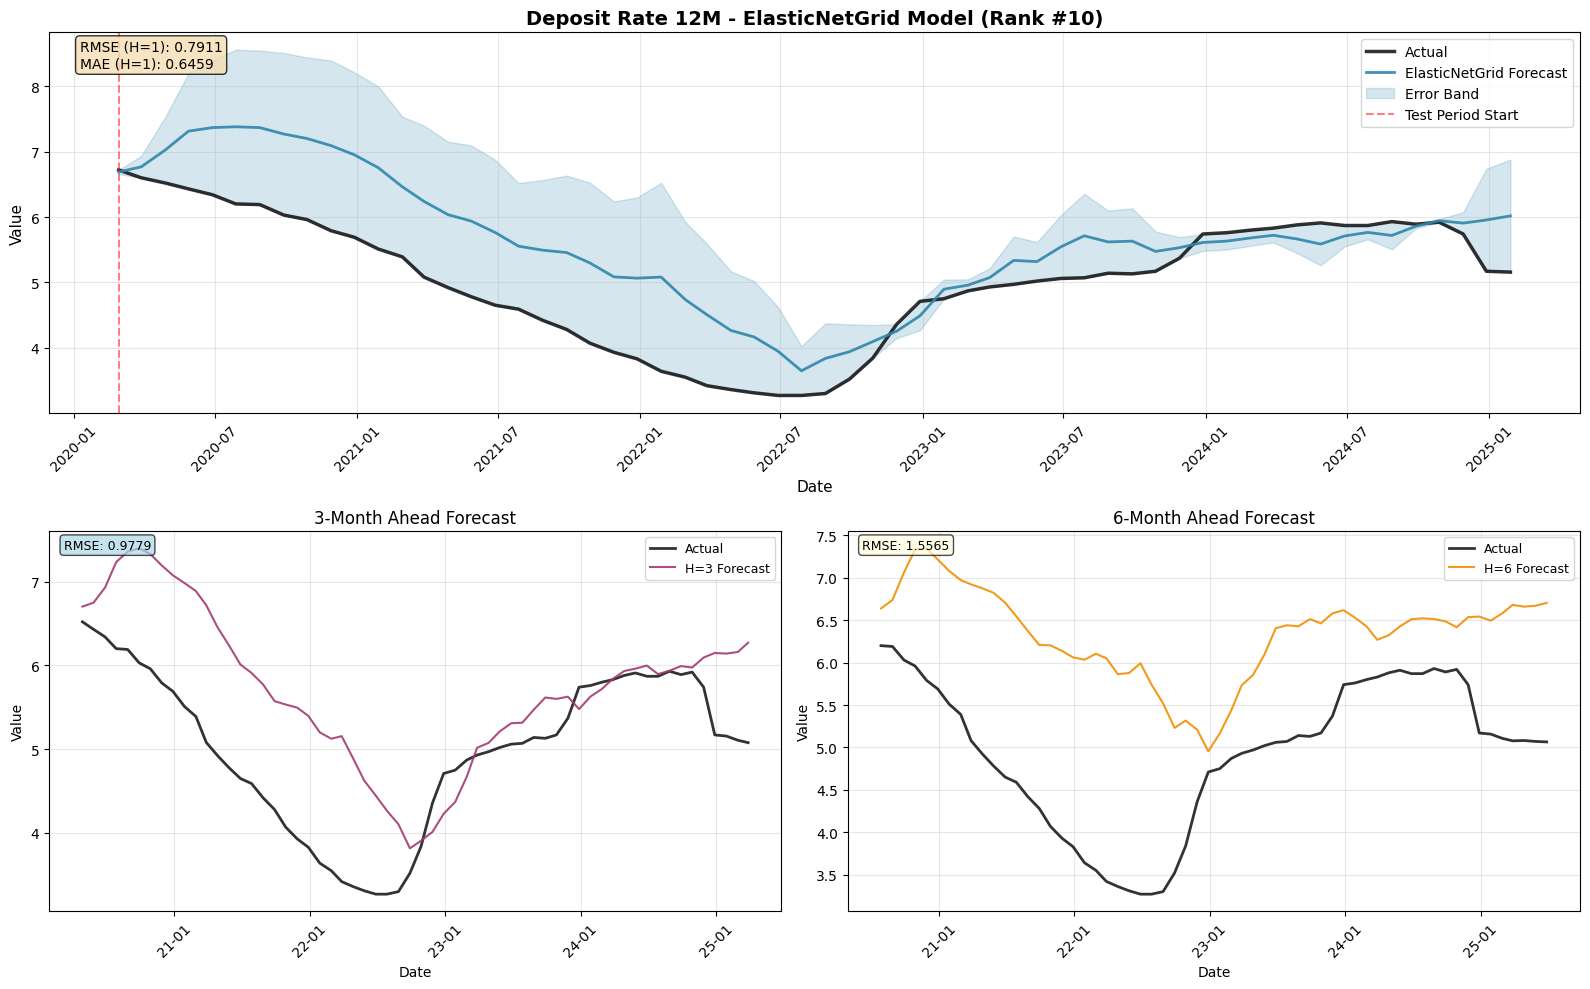 Deposit Rate 12M - ElasticNetGrid Model (Rank #10)
RMSE (H=1): 0.7911
MAE (H=1): 0.6459
Actual
ElasticNetGrid Forecast
Error Band
Test Period Start
Value
8
7
6
5
4
2020-01
2020-07
2021-01
2021-07
2022-01
2022-07
2023-01
2023-07
2024-01
2024-07
2025-01
Date
3-Month Ahead Forecast
RMSE: 0.9779
Actual
H=3 Forecast
Value
7
6
5
4
21-01
22-01
23-01
24-01
25-01
Date
6-Month Ahead Forecast
RMSE: 1.5565
Actual
H=6 Forecast
Value
7.5
7.0
6.5
6.0
5.5
5.0
4.5
4.0
3.5
21-01
22-01
23-01
24-01
25-01
Date